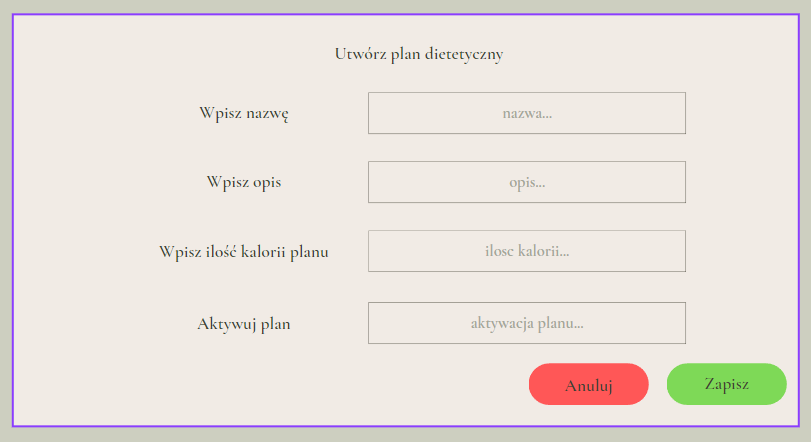 Utwórz plan dietetyczny
Wpisz nazwę
nazwa...
Wpisz opis
opis...
Wpisz ilość kalorii planu
ilosc kalorii...
Aktywuj plan
aktywacja planu...
Anuluj
Zapisz